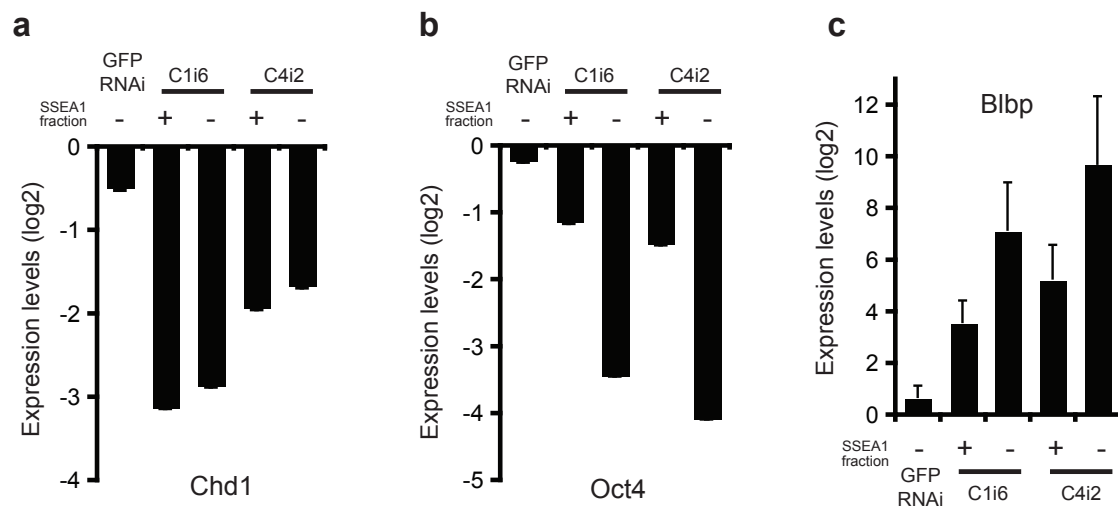 a
GFP
RNAi
C1i6
C4i2
SSEA1
fraction
- + - + -
0
-1
-2
-3
-4
Expression levels (log2)
Chd1
b
GFP
RNAi
C1i6
C4i2
SSEA1
fraction
- + - + -
0
-1
-2
-3
-4
-5
Expression levels (log2)
Oct4
c
Blbp
12
10
8
6
4
2
0
Expression levels (log2)
SSEA1
fraction
- + - + -
GFP
RNAi
C1i6
C4i2